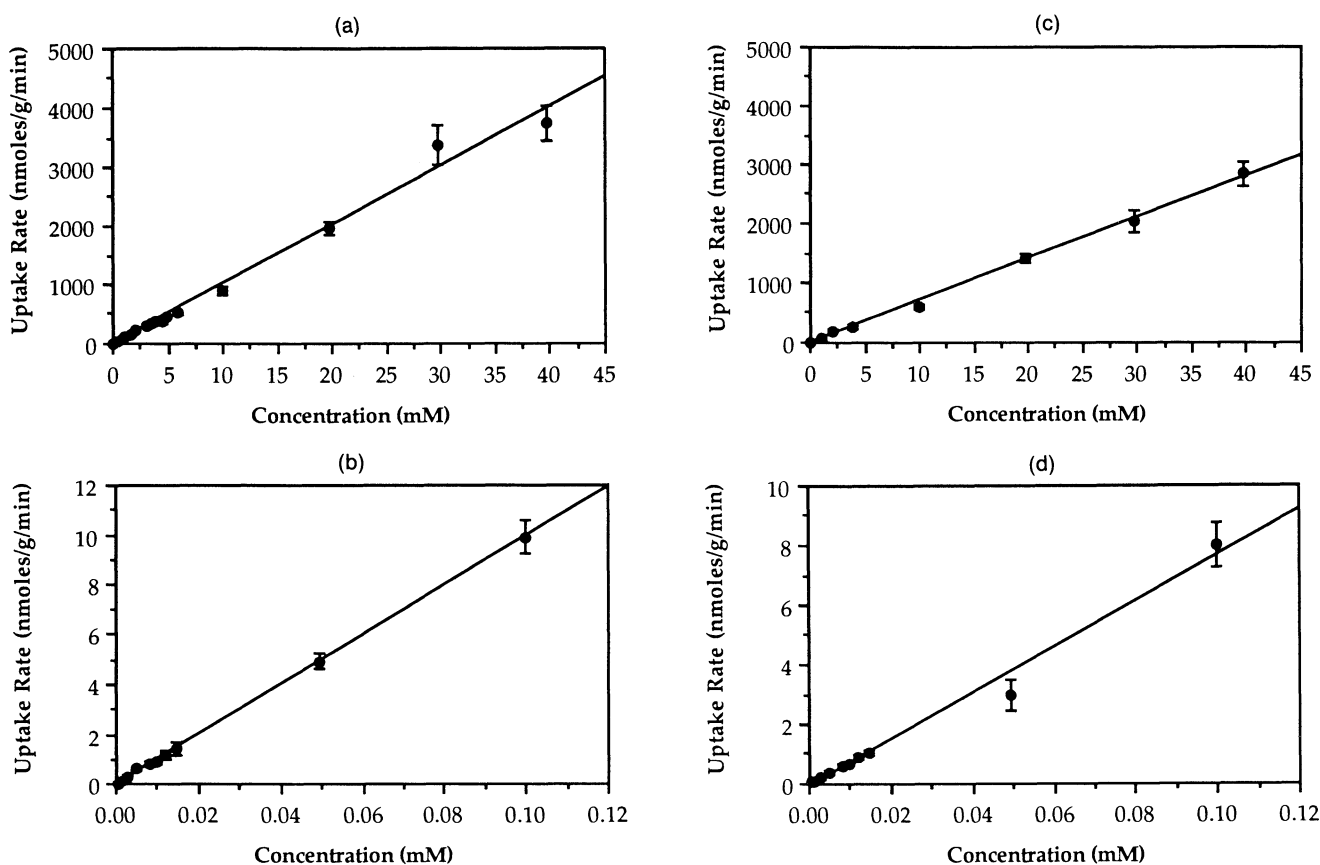 (a)
Uptake Rate (nmoles/g/min)
5000
4000
3000
2000
1000
0
0 5 10 15 20 25 30 35 40 45
Concentration (mM)
(c)
Uptake Rate (nmoles/g/min)
5000
4000
3000
2000
1000
0
0 5 10 15 20 25 30 35 40 45
Concentration (mM)
(b)
Uptake Rate (nmoles/g/min)
12
10
8
6
4
2
0
0.00 0.02 0.04 0.06 0.08 0.10 0.12
Concentration (mM)
(d)
Uptake Rate (nmoles/g/min)
10
8
6
4
2
0
0.00 0.02 0.04 0.06 0.08 0.10 0.12
Concentration (mM)